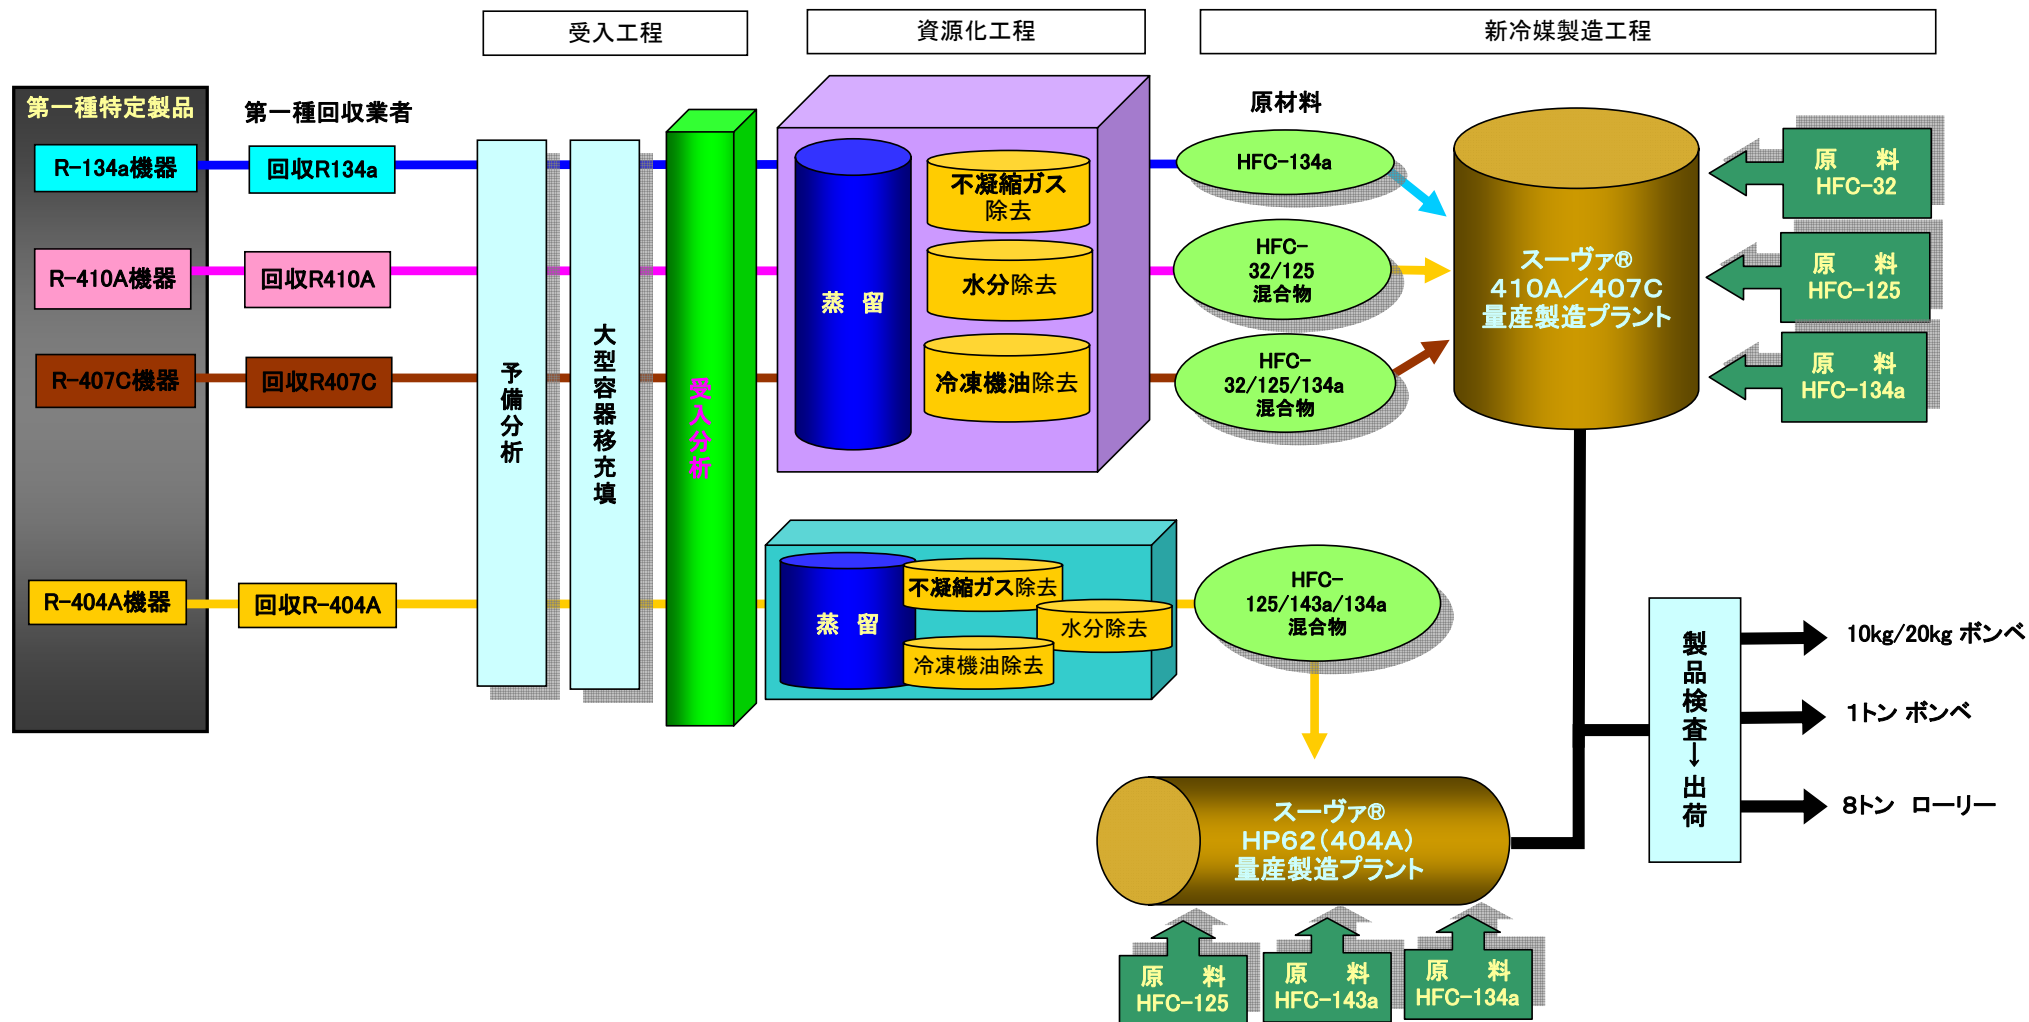 受入工程
資源化工程
新冷媒製造工程
第一種特定製品
第一種回収業者
原材料
R-134a機器
回収R134a
R-410A機器
回収R410A
R-407C機器
回収R407C
R-404A機器
回収R-404A
予備分析
大型容器移充填
受入分析
蒸　留
不凝縮ガス
除去
水分除去
冷凍機油除去
蒸　留
不凝縮ガス除去
水分除去
冷凍機油除去
HFC-134a
HFC-
32/125
混合物
HFC-
32/125/134a
混合物
HFC-
125/143a/134a
混合物
スーヴァ®
410A／407C
量産製造プラント
原　料
HFC-32
原　料
HFC-125
原　料
HFC-134a
スーヴァ®
HP62（404A）
量産製造プラント
原　料
HFC-125
原　料
HFC-143a
原　料
HFC-134a
製品検査→出荷
10kg/20kg ボンベ
1トン ボンベ
8トン　ローリー